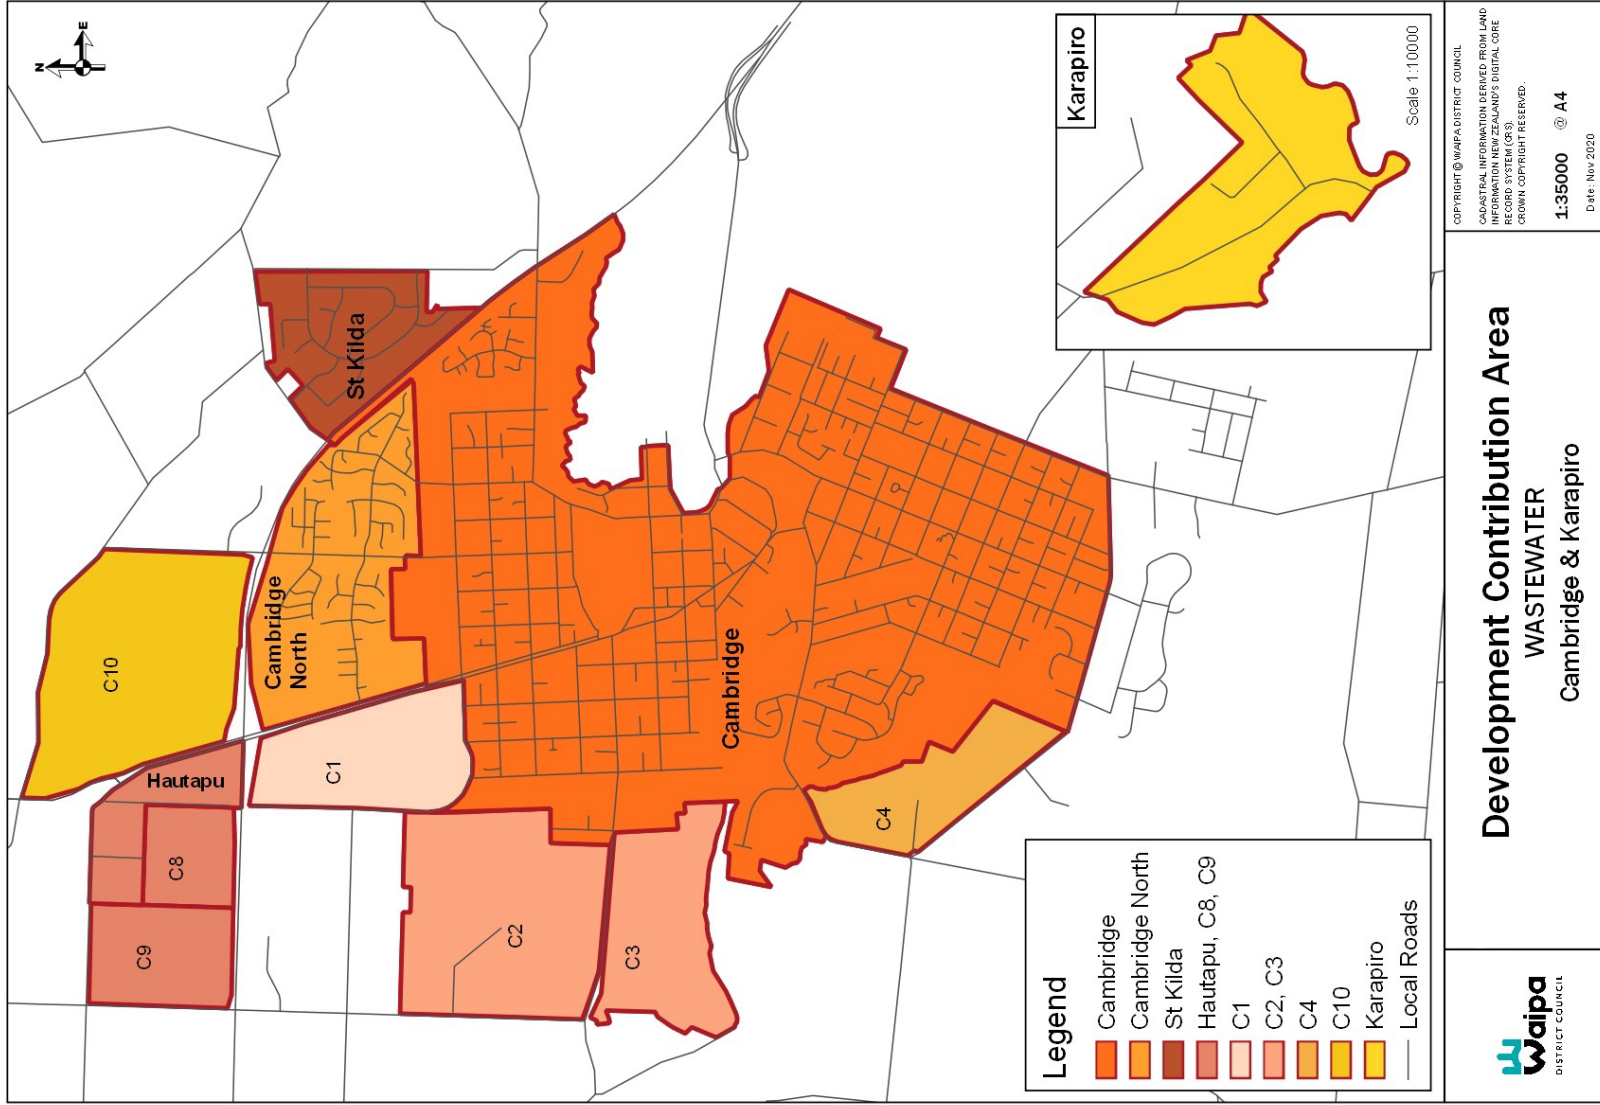 N
E
Karapiro
Scale 1:10000
St Kilda
C10
Cambridge
North
Hautapu
C1
Cambridge
C8
C9
C2
C3
C4
Legend
Cambridge
Cambridge North
St Kilda
Hautapu, C8, C9
C1
C2, C3
C4
C10
Karapiro
Local Roads
Waipa
DISTRICT COUNCIL
Development Contribution Area
WASTEWATER
Cambridge & Karapiro
COPYRIGHT © WAIPA DISTRICT COUNCIL
CADASTRAL INFORMATION DERIVED FROM LAND
INFORMATION NEW ZEALAND'S DIGITAL CORE
RECORD SYSTEM (CRS).
CROWN COPYRIGHT RESERVED.
1:35000 @ A4
Date: Nov 2020